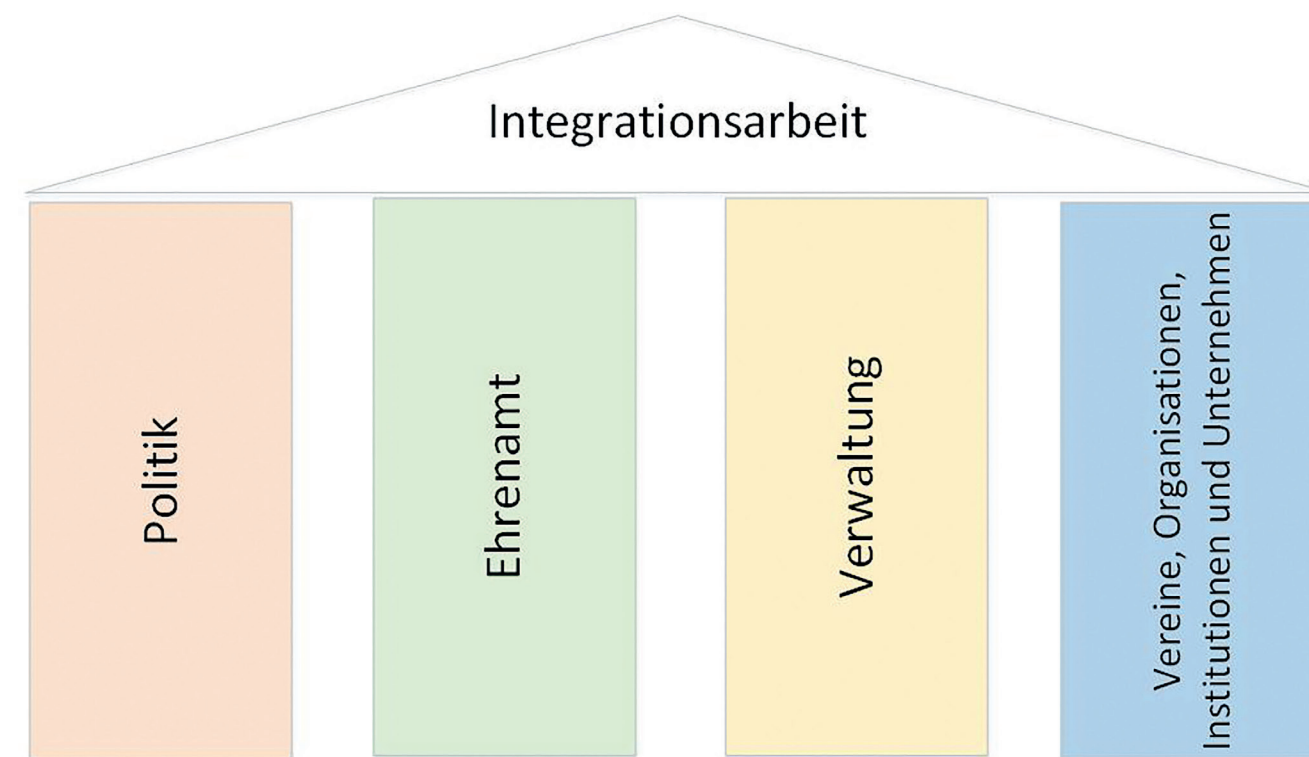 Integrationsarbeit
Politik
Ehrenamt
Verwaltung
Vereine, Organisationen,
Institutionen und Unternehmen